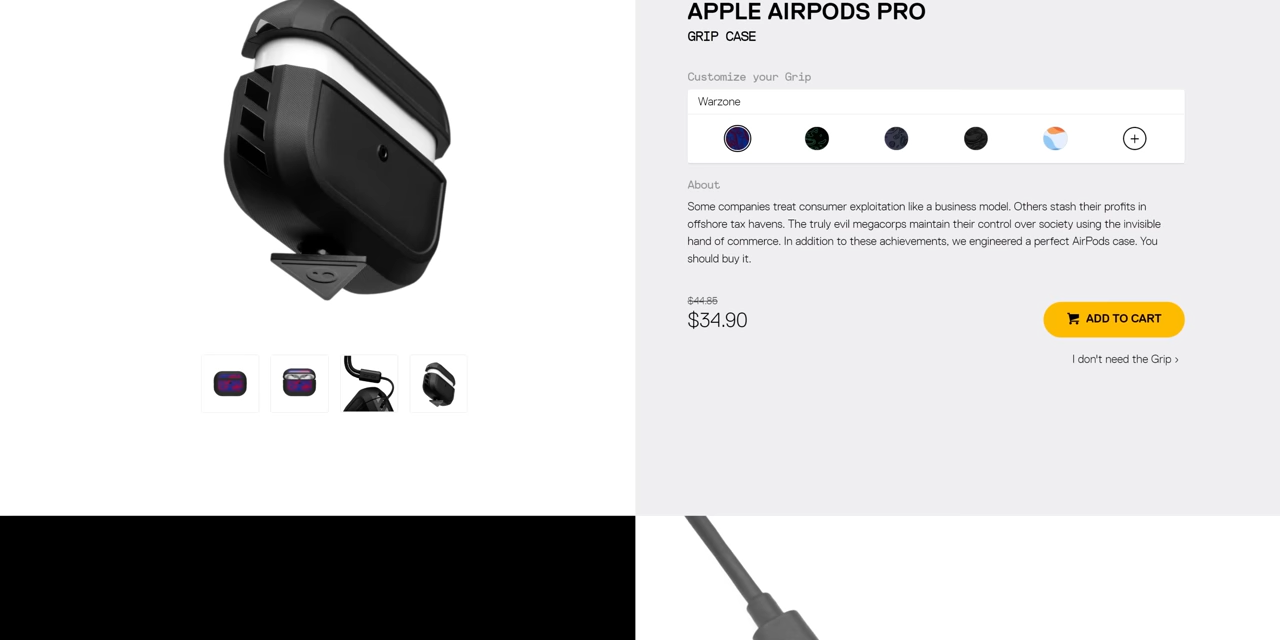 APPLE AIRPODS PRO
GRIP CASE
Customize your Grip
Warzone
About
Some companies treat consumer exploitation like a business model. Others stash their profits in
offshore tax havens. The truly evil megacorps maintain their control over society using the invisible
hand of commerce. In addition to these achievements, we engineered a perfect AirPods case. You
should buy it.
$44.85
$34.90
ADD TO CART
I don't need the Grip ›